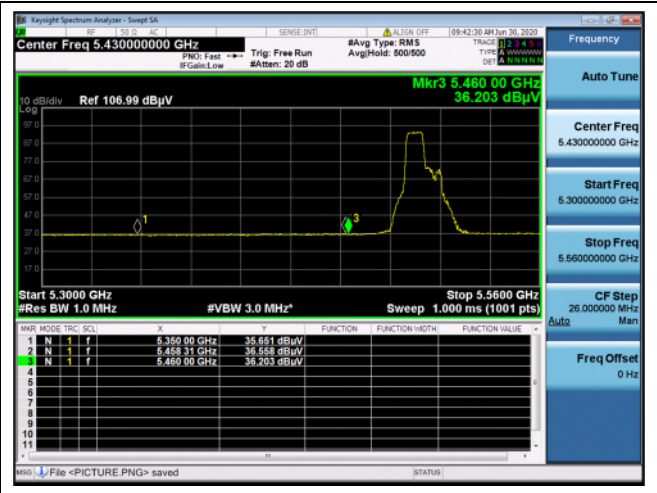 Keysight Spectrum Analyzer - Swept SA
RF 50 Ω AC SENSE:INT ALIGN OFF 09:42:30 AM Jun 30, 2020
Center Freq 5.430000000 GHz
PNO: Fast
IFGain:Low
Trig: Free Run
#Atten: 20 dB
#Avg Type: RMS
Avg|Hold: 500/500
TRACE 1 2 3 4 5 6
TYPE A WWWWW
DET A N N N N N
Mkr3 5.460 00 GHz
36.203 dBµV
10 dB/div Ref 106.99 dBµV
Log
97.0
87.0
77.0
67.0
57.0
47.0
37.0
27.0
17.0
1
3
Start 5.3000 GHz Stop 5.5600 GHz
#Res BW 1.0 MHz #VBW 3.0 MHz* Sweep 1.000 ms (1001 pts)
MKR MODE TRC SCL X Y FUNCTION FUNCTION WIDTH FUNCTION VALUE
1 N 1 f 5.350 00 GHz 35.651 dBµV
2 N 1 f 5.458 31 GHz 36.558 dBµV
3 N 1 f 5.460 00 GHz 36.203 dBµV
4
5
6
7
8
9
10
11
MSG File <PICTURE.PNG> saved STATUS
Frequency
Auto Tune
Center Freq
5.430000000 GHz
Start Freq
5.300000000 GHz
Stop Freq
5.560000000 GHz
CF Step
26.000000 MHz
Auto Man
Freq Offset
0 Hz